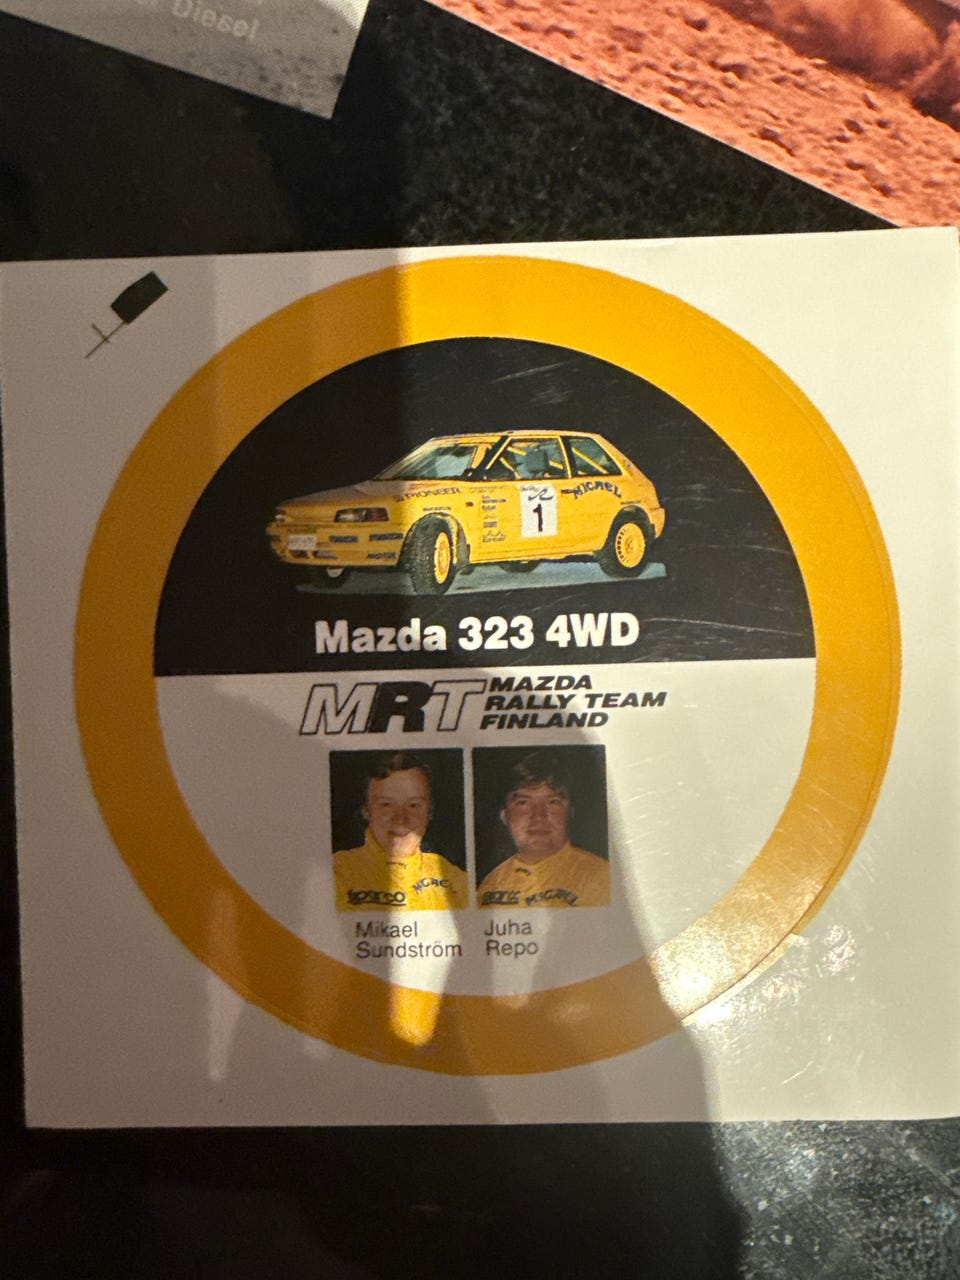 Diesel
PIONEER
MICHEL
1
Mazda 323 4WD
MRT MAZDA
RALLY TEAM
FINLAND
SPARCO MICHEL
MICHEL
Mikael
Sundström
Juha
Repo